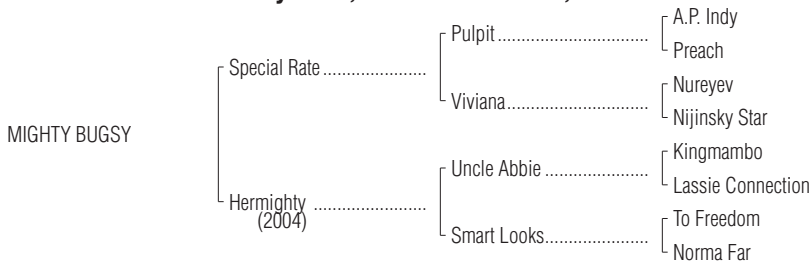 A.P. Indy
Pulpit
Preach
Special Rate
Nureyev
Viviana
Nijinsky Star
MIGHTY BUGSY
Kingmambo
Uncle Abbie
Lassie Connection
Hermighty
(2004)
To Freedom
Smart Looks
Norma Far